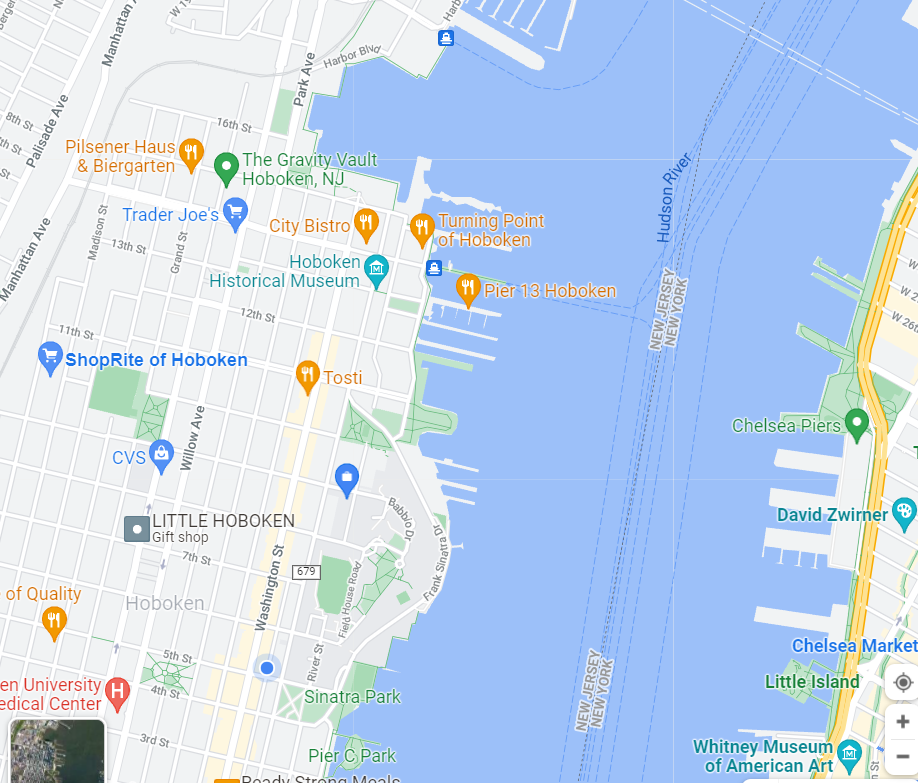 Manhattan A
Harb
W 1
Park Ave
Harbor Blvd
Palisade Ave
8th St
16th St
Pilsener Haus
& Biergarten
The Gravity Vault
Hoboken, NJ
Hudson River
Trader Joe's
City Bistro
Turning Point
of Hoboken
Madison St
Grand St
13th St
Manhattan Ave
Hoboken
Historical Museum
Pier 13 Hoboken
NEW JERSEY
NEW YORK
W 26th
12th St
11th St
ShopRite of Hoboken
Tosti
Willow Ave
Chelsea Piers
CVS
Babbio Dr
David Zwirner
LITTLE HOBOKEN
Gift shop
7th St
679
Frank Sinatra Dr
Field House Road
Washington St
of Quality
Hoboken
River St
5th St
4th St
Chelsea Market
NEW JERSEY
NEW YORK
Little Island
en University
edical Center
H
Sinatra Park
3rd St
Pier C Park
Whitney Museum
of American Art
Ready Strong Meals